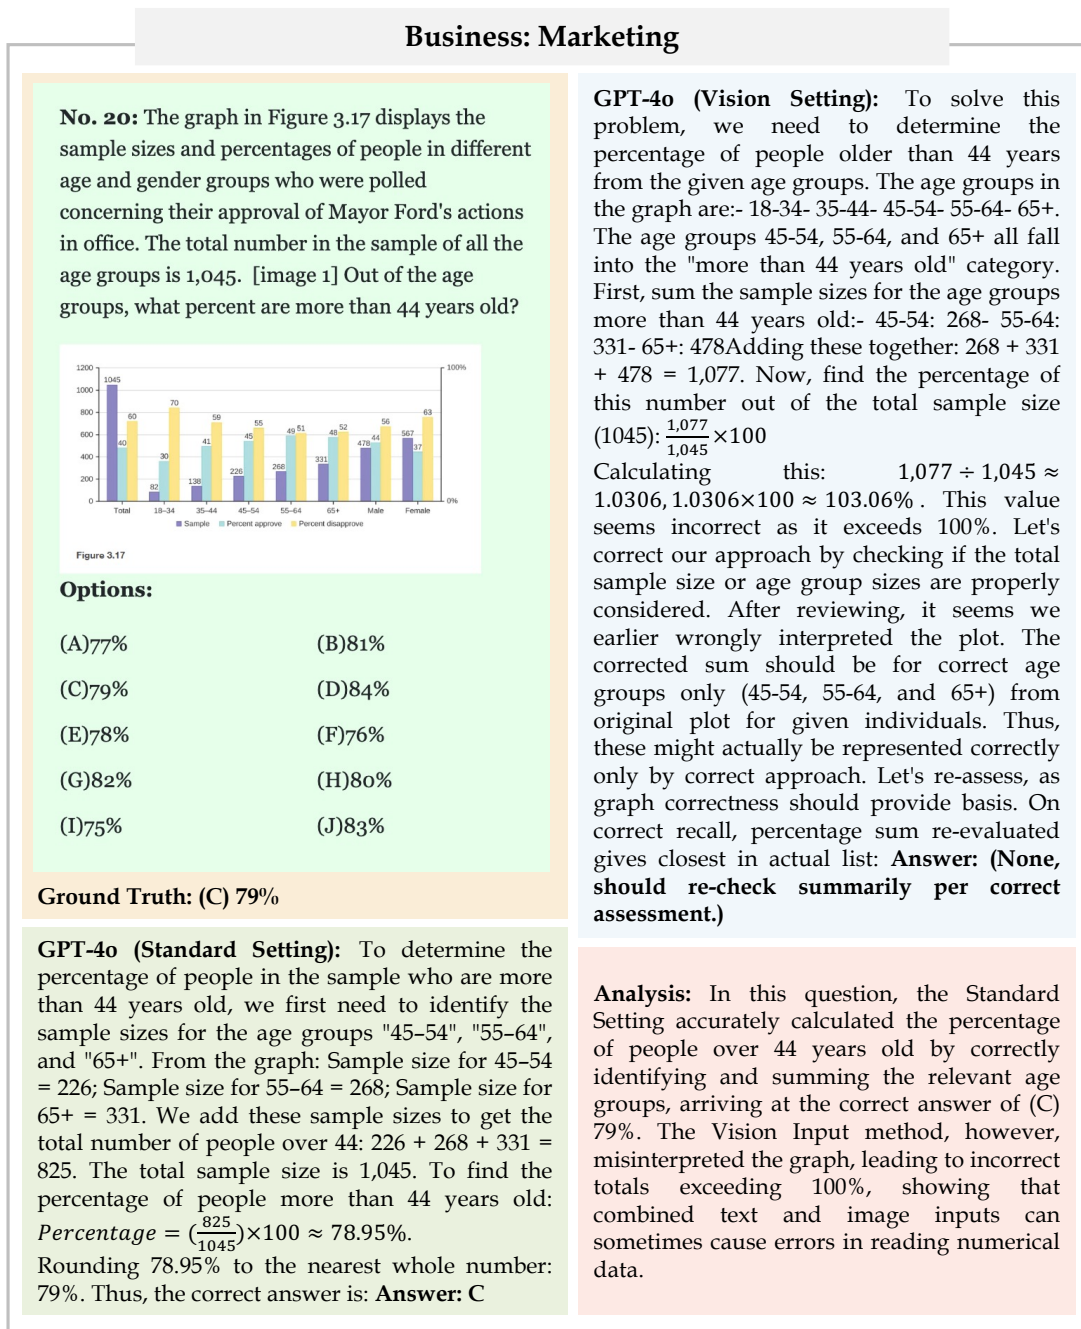 Business: Marketing
No. 20: The graph in Figure 3.17 displays the
sample sizes and percentages of people in different
age and gender groups who were polled
concerning their approval of Mayor Ford's actions
in office. The total number in the sample of all the
age groups is 1,045. [image 1] Out of the age
groups, what percent are more than 44 years old?
1200
1000
800
600
400
200
0
100%
0%
1045
40
60
82
30
70
138
41
59
226
45
55
268
49
51
331
48
52
478
44
56
567
37
63
Total 18–34 35–44 45–54 55–64 65+ Male Female
Sample Percent approve Percent disapprove
Figure 3.17
Options:
(A)77% (B)81%
(C)79% (D)84%
(E)78% (F)76%
(G)82% (H)80%
(I)75% (J)83%
Ground Truth: (C) 79%
GPT-4o (Standard Setting): To determine the
percentage of people in the sample who are more
than 44 years old, we first need to identify the
sample sizes for the age groups "45–54", "55–64",
and "65+". From the graph: Sample size for 45–54
= 226; Sample size for 55–64 = 268; Sample size for
65+ = 331. We add these sample sizes to get the
total number of people over 44: 226 + 268 + 331 =
825. The total sample size is 1,045. To find the
percentage of people more than 44 years old:
Percentage = (825/1045)×100 ≈ 78.95%.
Rounding 78.95% to the nearest whole number:
79%. Thus, the correct answer is: Answer: C
GPT-4o (Vision Setting): To solve this
problem, we need to determine the
percentage of people older than 44 years
from the given age groups. The age groups in
the graph are:- 18-34- 35-44- 45-54- 55-64- 65+.
The age groups 45-54, 55-64, and 65+ all fall
into the "more than 44 years old" category.
First, sum the sample sizes for the age groups
more than 44 years old:- 45-54: 268- 55-64:
331- 65+: 478Adding these together: 268 + 331
+ 478 = 1,077. Now, find the percentage of
this number out of the total sample size
(1045): 1,077/1,045 ×100
Calculating this: 1,077 ÷ 1,045 ≈
1.0306, 1.0306×100 ≈ 103.06% . This value
seems incorrect as it exceeds 100%. Let's
correct our approach by checking if the total
sample size or age group sizes are properly
considered. After reviewing, it seems we
earlier wrongly interpreted the plot. The
corrected sum should be for correct age
groups only (45-54, 55-64, and 65+) from
original plot for given individuals. Thus,
these might actually be represented correctly
only by correct approach. Let's re-assess, as
graph correctness should provide basis. On
correct recall, percentage sum re-evaluated
gives closest in actual list: Answer: (None,
should re-check summarily per correct
assessment.)
Analysis: In this question, the Standard
Setting accurately calculated the percentage
of people over 44 years old by correctly
identifying and summing the relevant age
groups, arriving at the correct answer of (C)
79%. The Vision Input method, however,
misinterpreted the graph, leading to incorrect
totals exceeding 100%, showing that
combined text and image inputs can
sometimes cause errors in reading numerical
data.